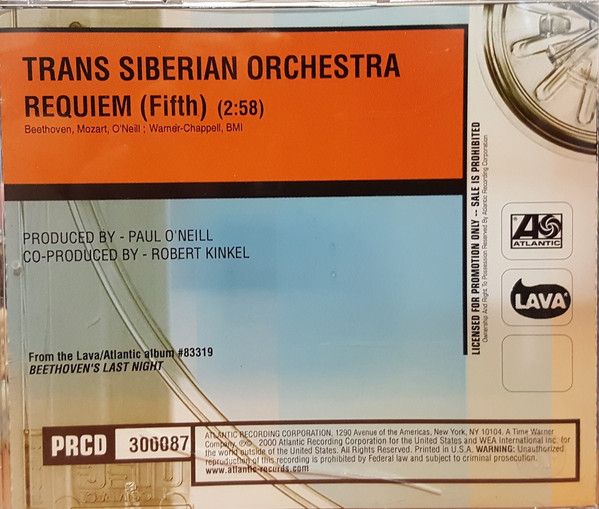 TRANS SIBERIAN ORCHESTRA
REQUIEM (Fifth) (2:58)
Beethoven, Mozart, O'Neill ; Warner-Chappell, BMI
PRODUCED BY - PAUL O'NEILL
CO-PRODUCED BY - ROBERT KINKEL
From the Lava/Atlantic album #83319
BEETHOVEN'S LAST NIGHT
LICENSED FOR PROMOTION ONLY -- SALE IS PROHIBITED
Ownership And Right To Possession Reserved By Atlantic Recording Corporation
ATLANTIC
LAVA
PRCD 300087
ATLANTIC RECORDING CORPORATION, 1290 Avenue of the Americas, New York, NY 10104. A Time Warner
Company. ©℗ 2000 Atlantic Recording Corporation for the United States and WEA International Inc. for
the world outside of the United States. All Rights Reserved. Printed in U.S.A. WARNING: Unauthorized
reproduction of this recording is prohibited by Federal law and subject to criminal prosecution.
www.atlantic-records.com